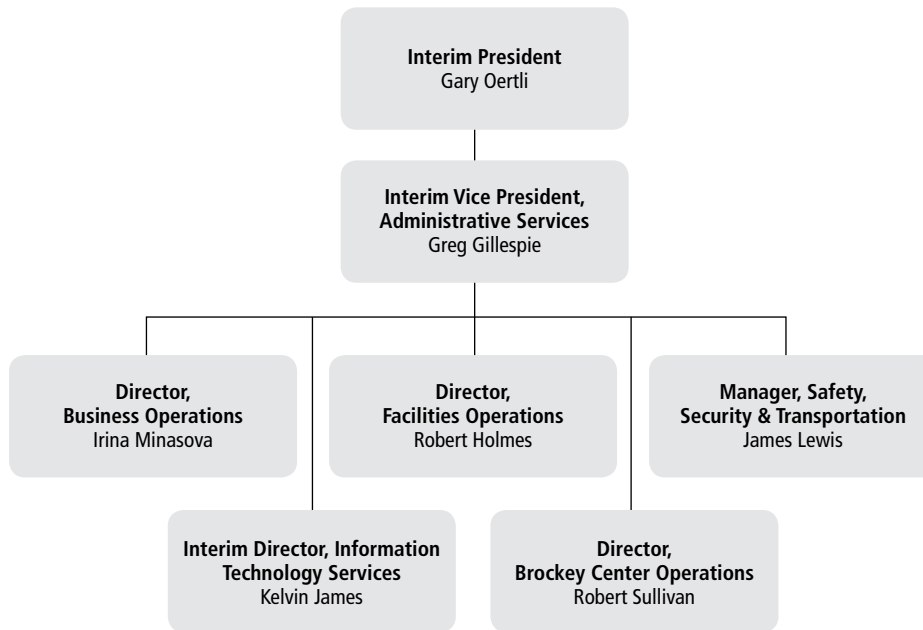 Interim President
Gary Oertli
Interim Vice President,
Administrative Services
Greg Gillespie
Director,
Business Operations
Irina Minasova
Director,
Facilities Operations
Robert Holmes
Manager, Safety,
Security & Transportation
James Lewis
Interim Director, Information
Technology Services
Kelvin James
Director,
Brockey Center Operations
Robert Sullivan